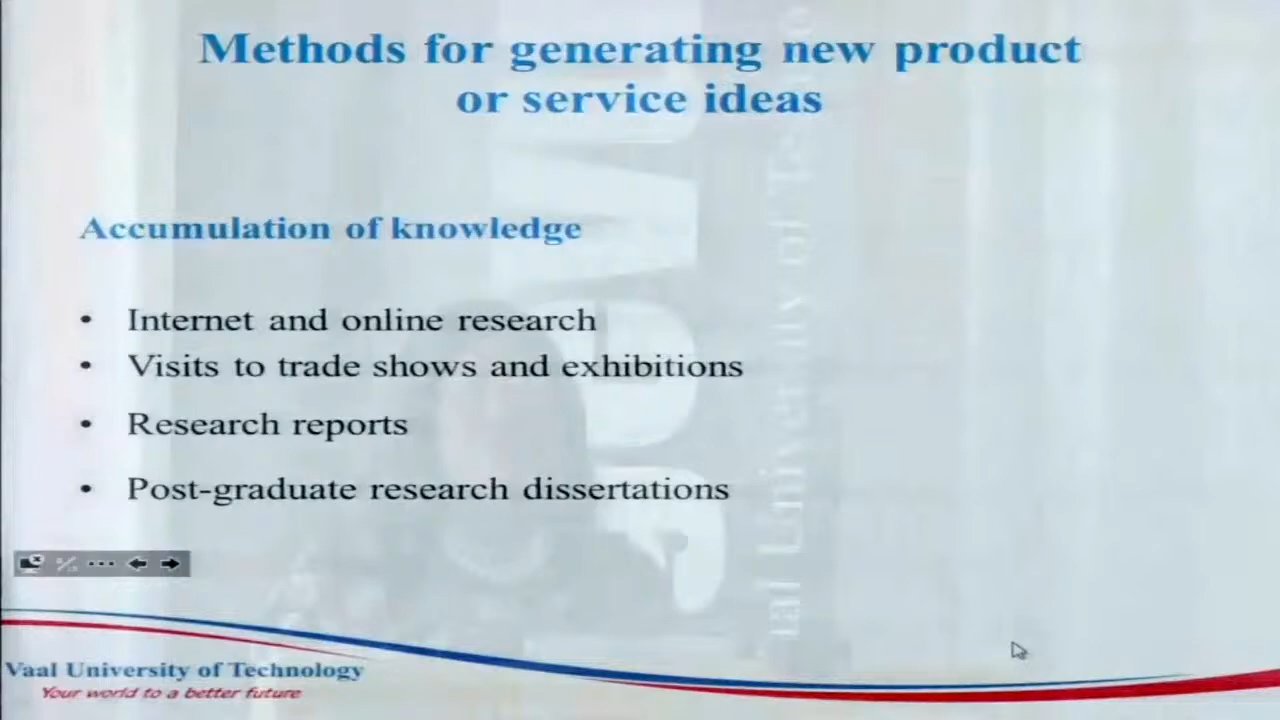 Methods for generating new product
or service ideas
Accumulation of knowledge
• Internet and online research
• Visits to trade shows and exhibitions
• Research reports
• Post-graduate research dissertations
Vaal University of Technology
Your world to a better future